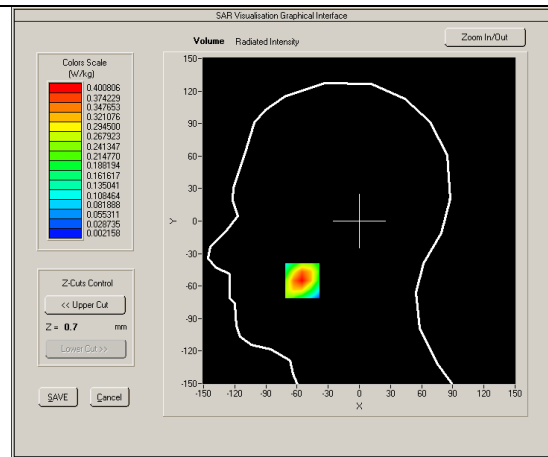 SAR Visualisation Graphical Interface
Volume Radiated Intensity
Zoom In/Out
Colors Scale
(W/kg)
0.400806
0.374229
0.347653
0.321076
0.294500
0.267923
0.241347
0.214770
0.188194
0.161617
0.135041
0.108464
0.081888
0.055311
0.028735
0.002158
Z-Cuts Control
<< Upper Cut
Z = 0.7 mm
Lower Cut >>
SAVE Cancel
150
120
90
60
30
0
-30
-60
-90
-120
-150
Y
-150 -120 -90 -60 -30 0 30 60 90 120 150
X